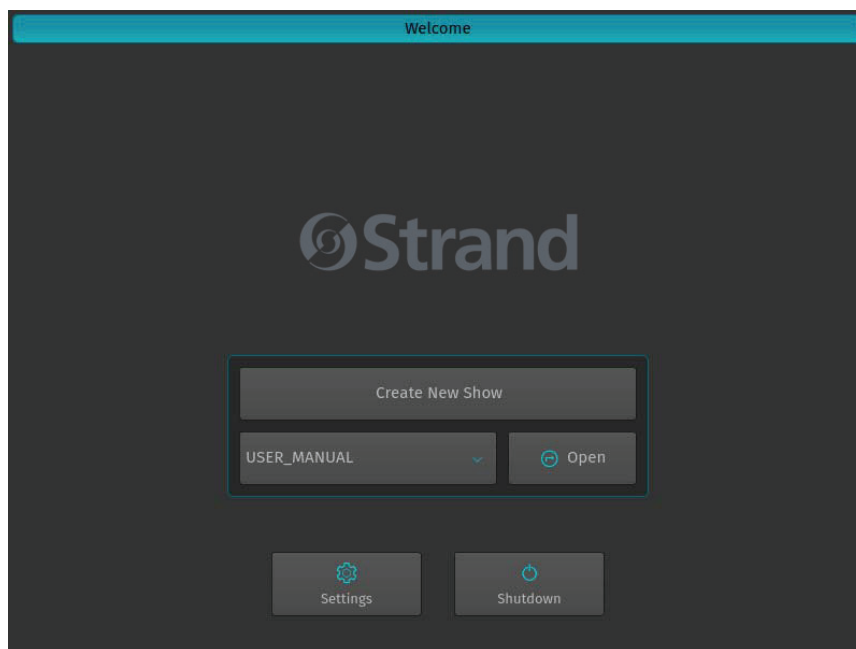 Welcome
Strand
Create New Show
USER_MANUAL
Open
Settings
Shutdown